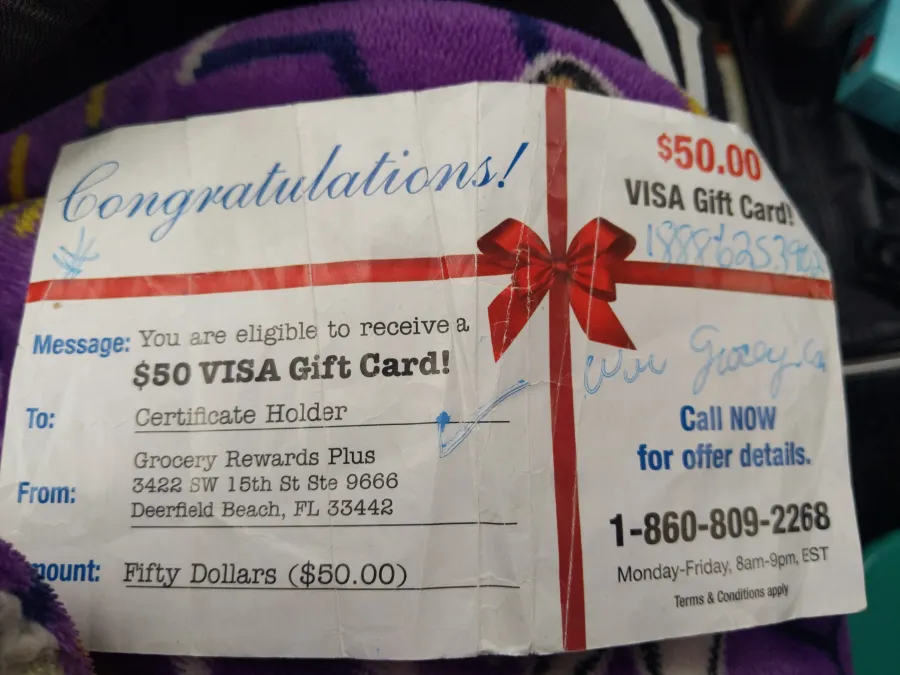 Congratulations!
Message: You are eligible to receive a
$50 VISA Gift Card!
To: Certificate Holder
From: Grocery Rewards Plus
3422 SW 15th St Ste 9666
Deerfield Beach, FL 33442
mount: Fifty Dollars ($50.00)
$50.00
VISA Gift Card!
Call NOW
for offer details.
1-860-809-2268
Monday-Friday, 8am-9pm, EST
Terms & Conditions apply